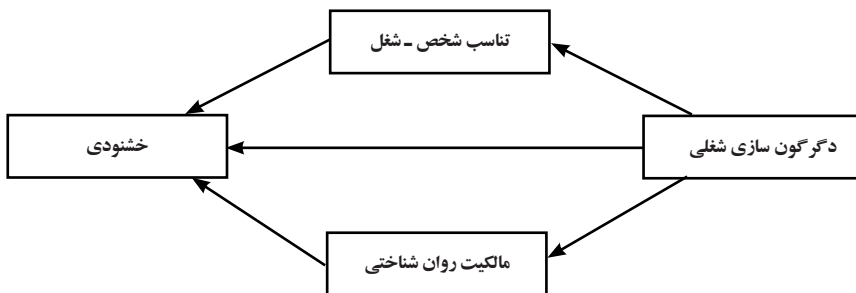 تناسب شخص ـ شغل
دگرگون سازی شغلی
خشنودی
مالکیت روان شناختی